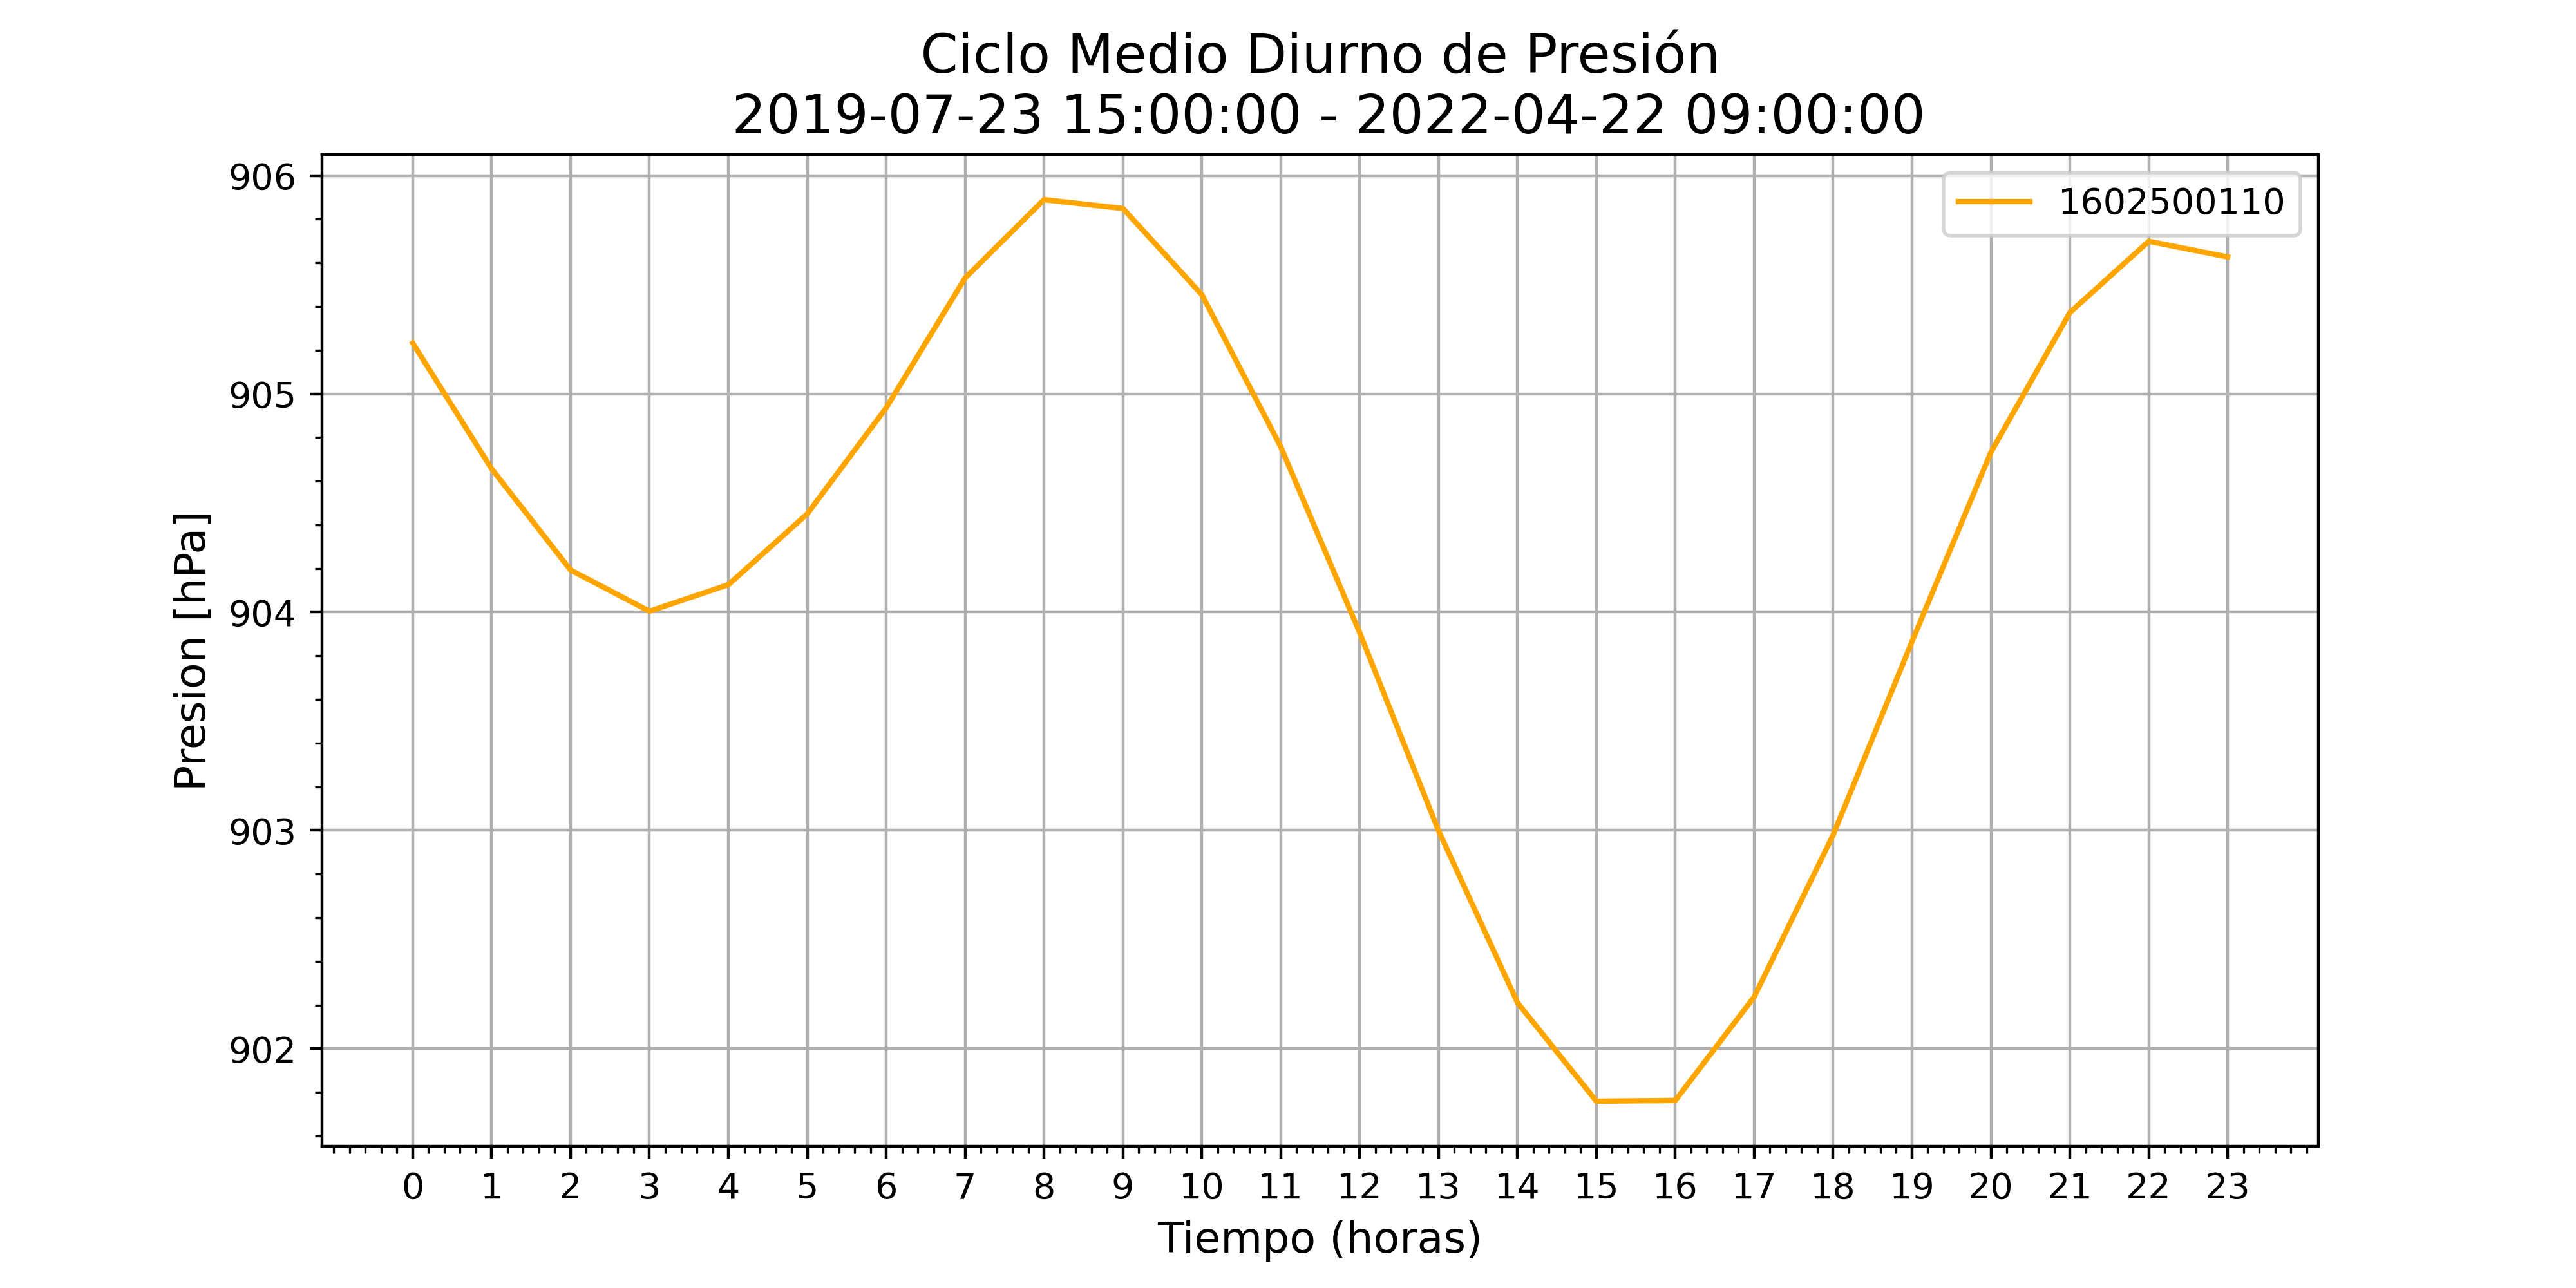 Ciclo Medio Diurno de Presión
2019-07-23 15:00:00 - 2022-04-22 09:00:00
1602500110
906
905
904
903
902
Presion [hPa]
0 1 2 3 4 5 6 7 8 9 10 11 12 13 14 15 16 17 18 19 20 21 22 23
Tiempo (horas)